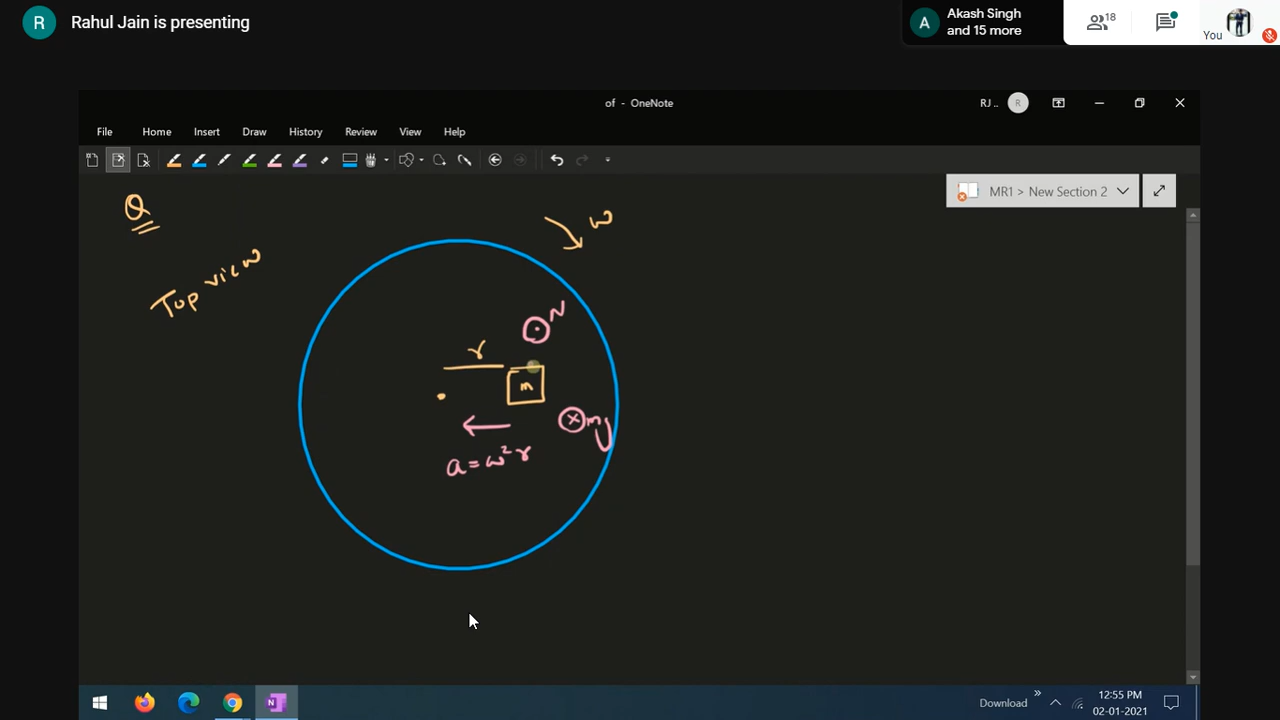 R
Rahul Jain is presenting
A
Akash Singh
and 15 more
18
You
of - OneNote
RJ ..
R
File Home Insert Draw History Review View Help
MR1 > New Section 2
Q
Top view
ω
N
r
m
mg
a = ω²r
N
Download
»
12:55 PM
02-01-2021